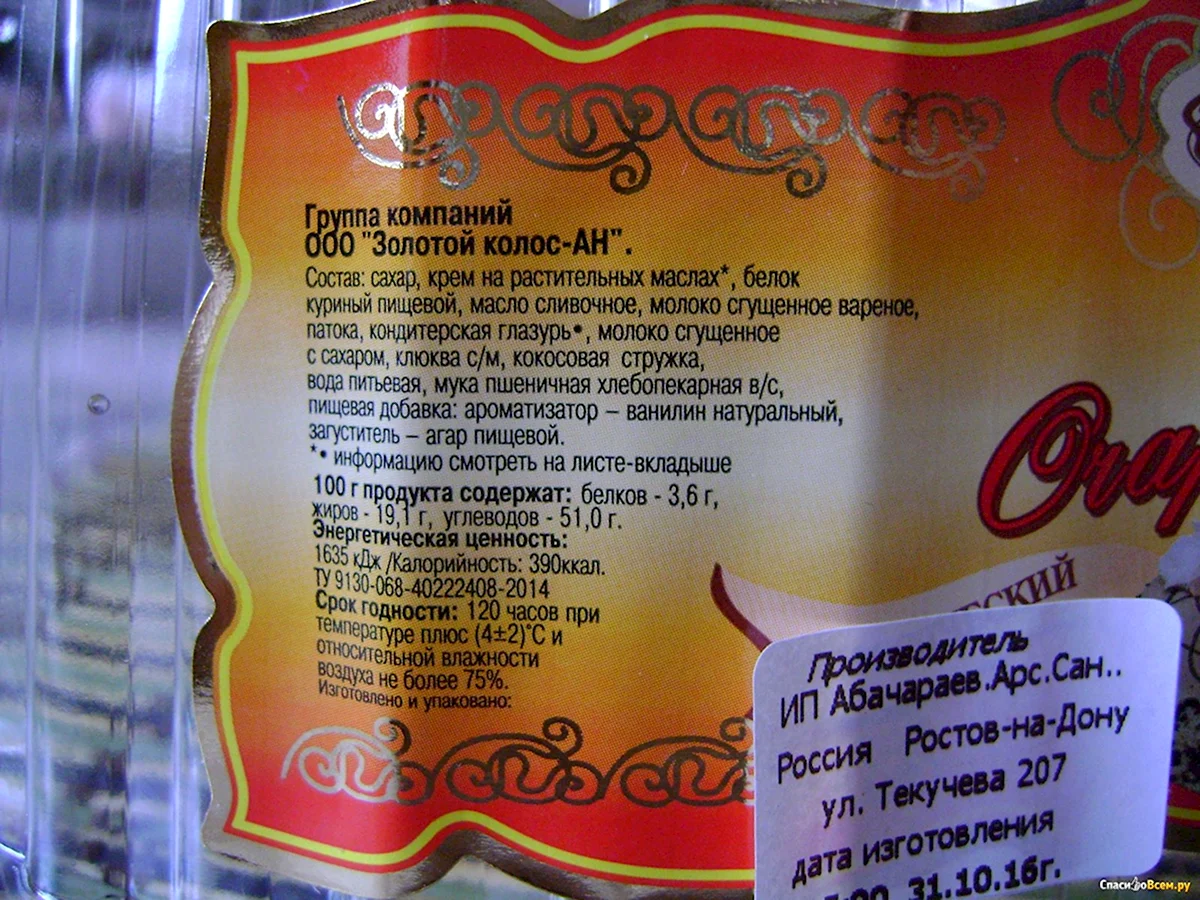 Группа компаний
ООО "Золотой колос-АН".
Состав: сахар, крем на растительных маслах*, белок
куриный пищевой, масло сливочное, молоко сгущенное вареное,
патока, кондитерская глазурь•, молоко сгущенное
с сахаром, клюква с/м, кокосовая стружка,
вода питьевая, мука пшеничная хлебопекарная в/с,
пищевая добавка: ароматизатор – ванилин натуральный,
загуститель – агар пищевой.
*• информацию смотреть на листе-вкладыше
100 г продукта содержат: белков - 3,6 г,
жиров - 19,1 г, углеводов - 51,0 г.
Энергетическая ценность:
1635 кДж /Калорийность: 390ккал.
ТУ 9130-068-40222408-2014
Срок годности: 120 часов при
температуре плюс (4±2)°С и
относительной влажности
воздуха не более 75%.
Изготовлено и упаковано:
Производитель
ИП Абачараев.Арс.Сан..
Россия Ростов-на-Дону
ул. Текучева 207
дата изготовления
31.10.16г.
СпасибоВсем.ру